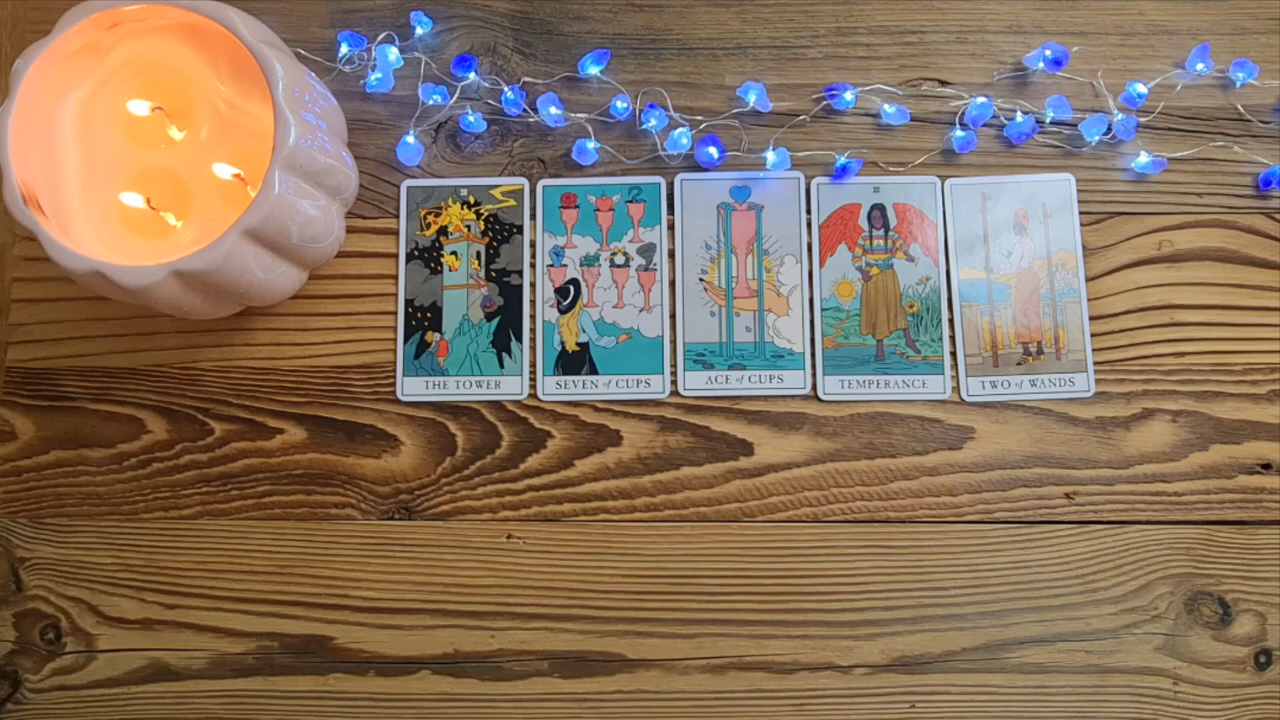 THE TOWER
SEVEN of CUPS
ACE of CUPS
TEMPERANCE
TWO of WANDS